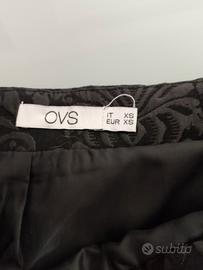 OVS
IT XS
EUR XS
subito